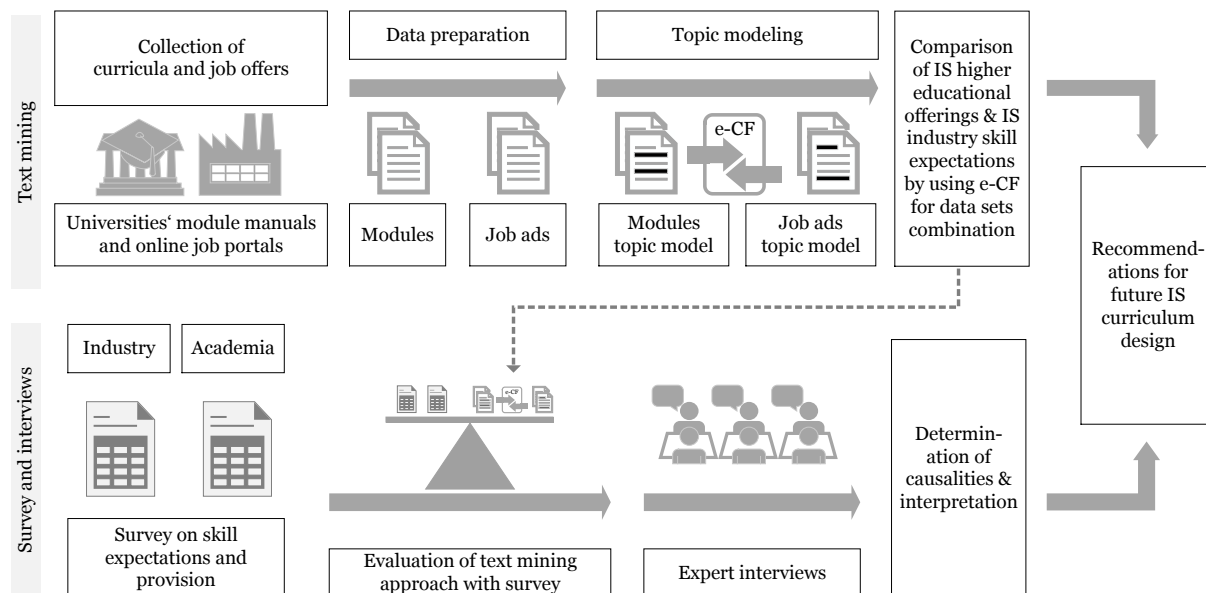 Text mining
Collection of
curricula and job offers
Universities‘ module manuals
and online job portals
Data preparation
Modules
Job ads
Topic modeling
e-CF
Modules
topic model
Job ads
topic model
Comparison
of IS higher
educational
offerings & IS
industry skill
expectations
by using e-CF
for data sets
combination
Recommend-
ations for
future IS
curriculum
design
Survey and interviews
Industry
Academia
Survey on skill
expectations and
provision
e-CF
Evaluation of text mining
approach with survey
Expert interviews
Determin-
ation of
causalities &
interpretation